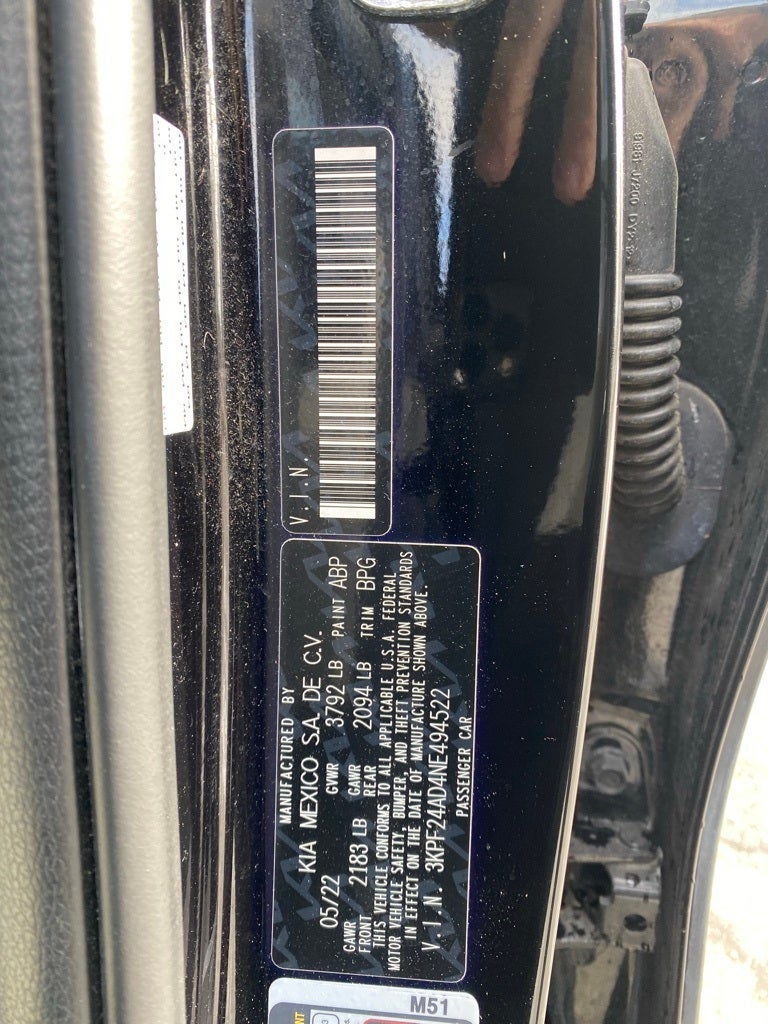 V.I.N.
MANUFACTURED BY
KIA MEXICO S.A. DE C.V.
05/22 GVWR 3792 LB PAINT ABP
GAWR FRONT 2183 LB GAWR REAR 2094 LB TRIM BPG
THIS VEHICLE CONFORMS TO ALL APPLICABLE U.S.A. FEDERAL
MOTOR VEHICLE SAFETY, BUMPER, AND THEFT PREVENTION STANDARDS
IN EFFECT ON THE DATE OF MANUFACTURE SHOWN ABOVE.
V.I.N. 3KPF24AD4NE494522
PASSENGER CAR
M51